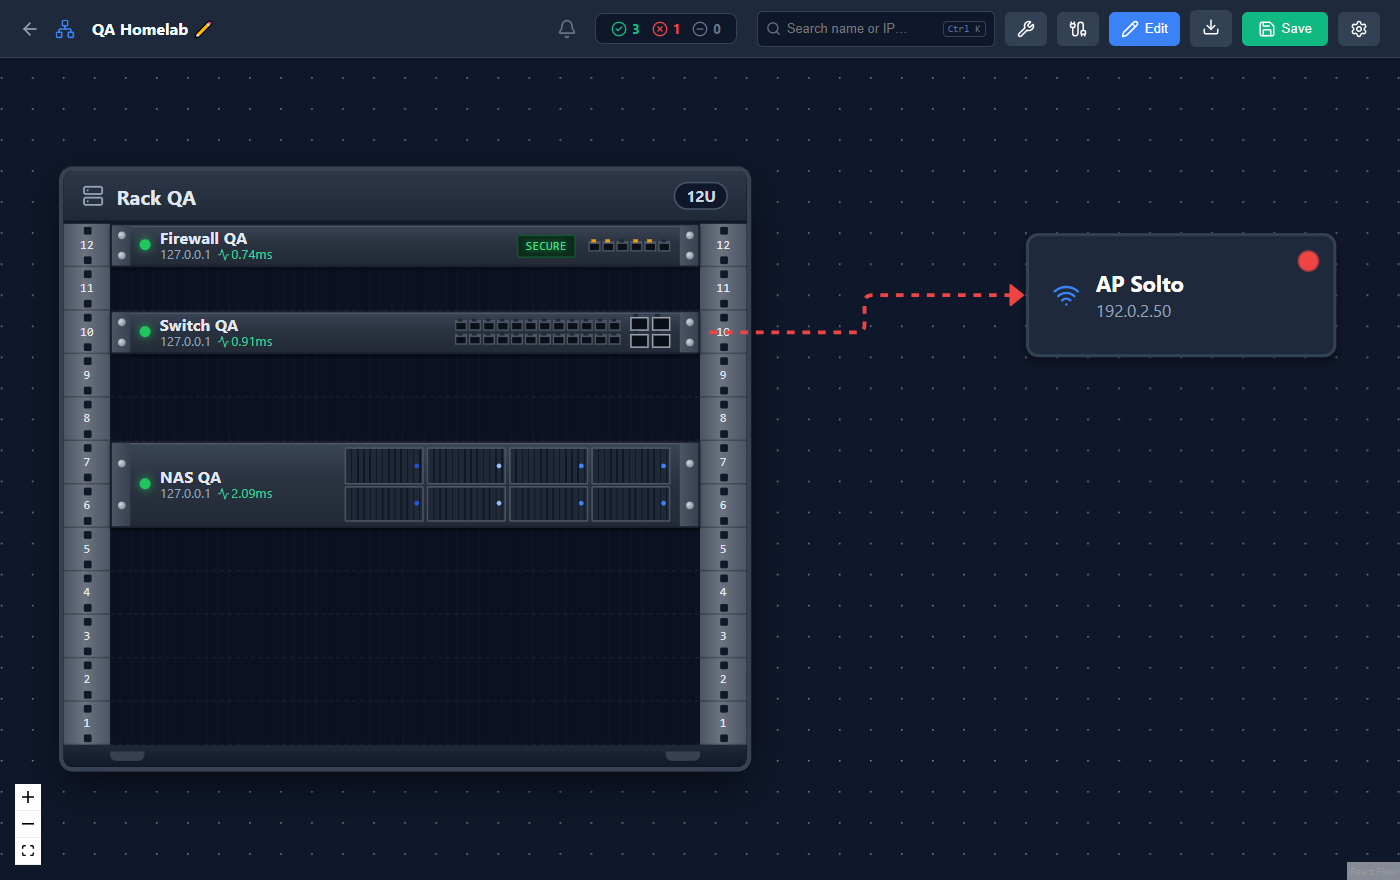 QA Homelab
3 1 0
Search name or IP... Ctrl K
Edit
Save
Rack QA
12U
12 Firewall QA SECURE 12
127.0.0.1 0.74ms
11 11
10 Switch QA 10
127.0.0.1 0.91ms
9 9
8 8
7 7
NAS QA
127.0.0.1 2.09ms
6 6
5 5
4 4
3 3
2 2
1 1
AP Solto
192.0.2.50
React Flow